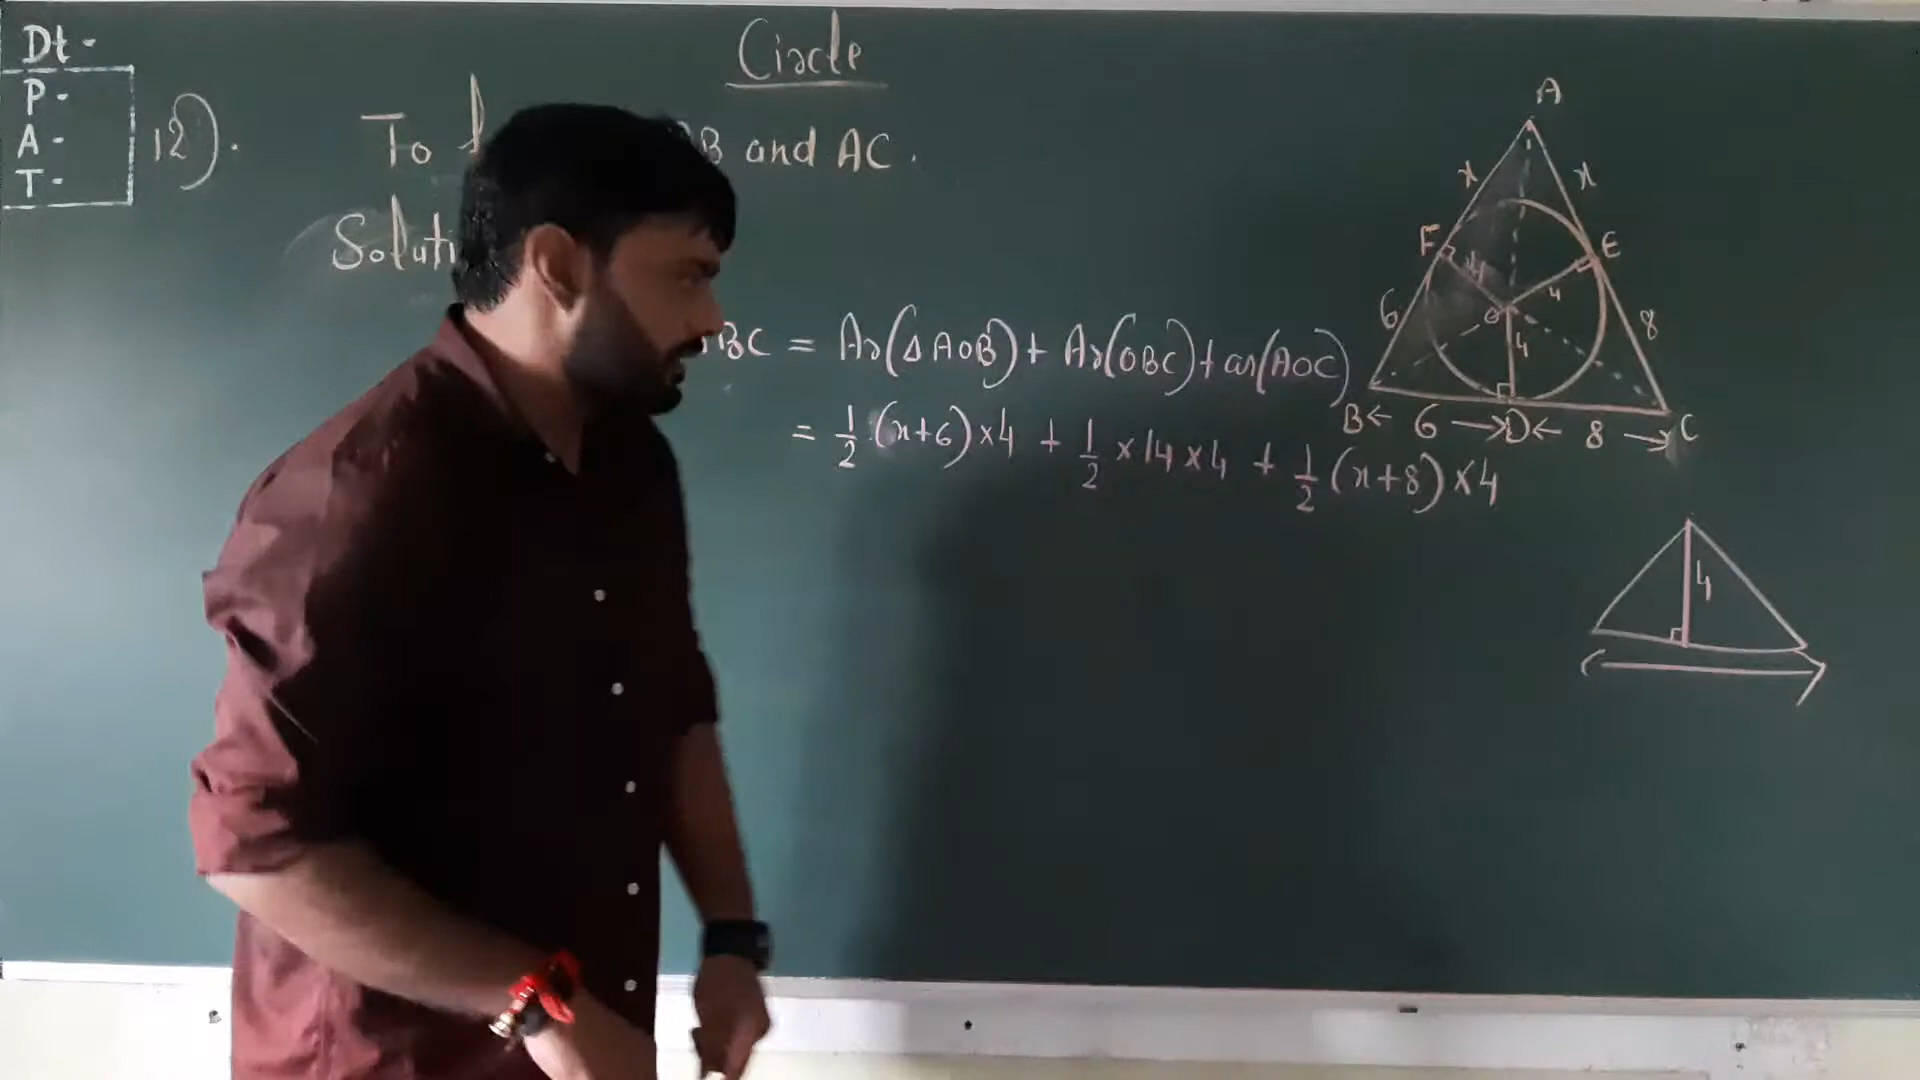 Circle
Dt -
P -
A -
T -
12). To B and AC.
Soluti
BC = Ar(ΔAOB) + Ar(OBC) + ar(AOC)
= 1/2 (x+6)×4 + 1/2 × 14 × 4 + 1/2 (x+8)×4
A
x x
F E
4 4
6 O 8
4
B ← 6 → D ← 8 → C
4